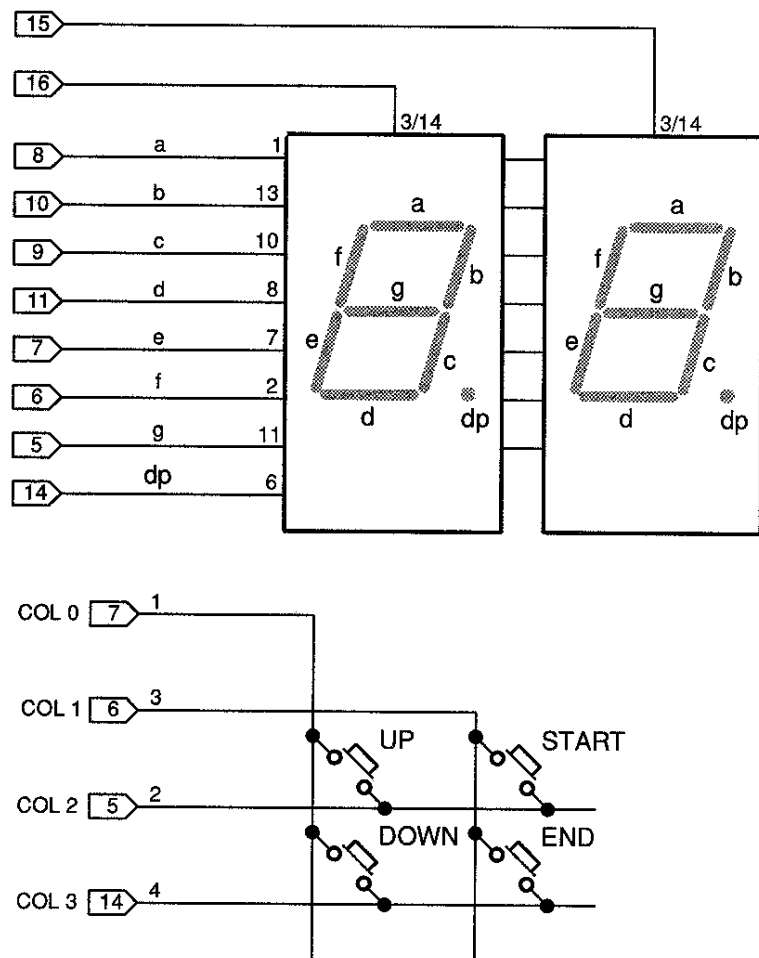 15
16
3/14 3/14
8 a 1
10 b 13
a a
9 c 10
f b f b
11 d 8
g g
7 e 7
e c e c
6 f 2
d dp d dp
5 g 11
14 dp 6
COL 0 7 1
COL 1 6 3
UP START
COL 2 5 2
DOWN END
COL 3 14 4